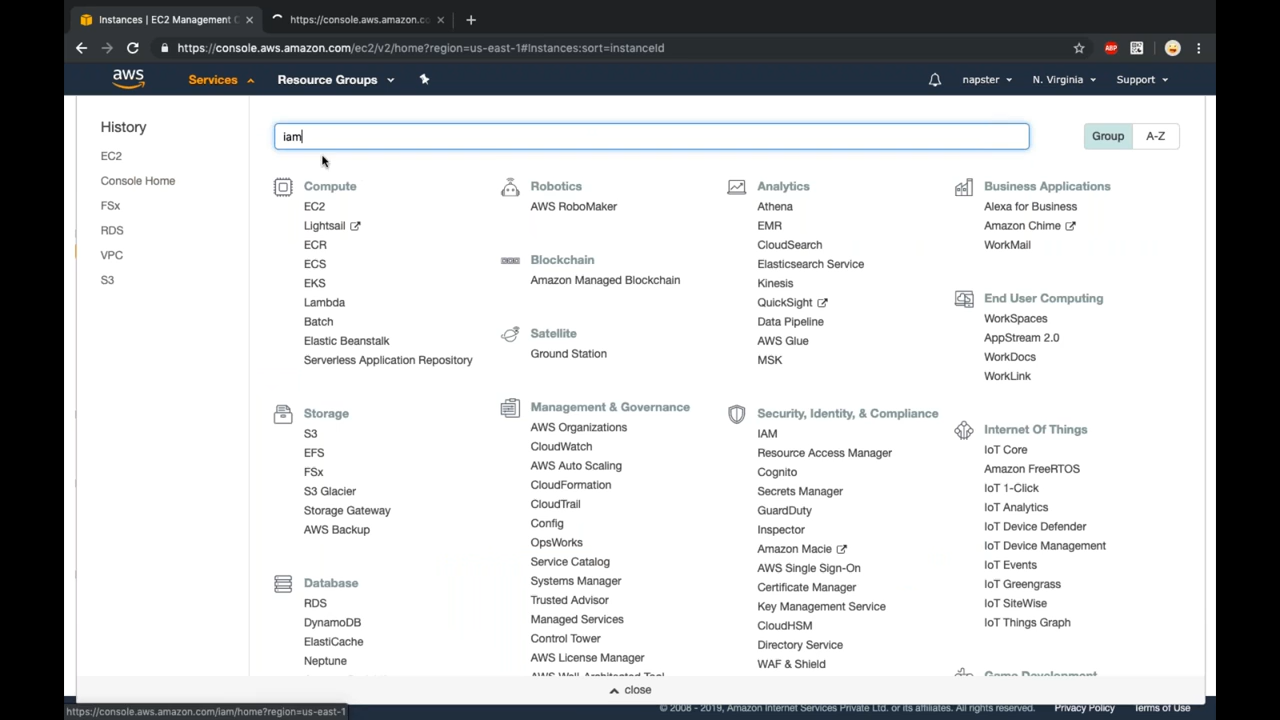 Instances | EC2 Management C
https://console.aws.amazon.co
https://console.aws.amazon.com/ec2/v2/home?region=us-east-1#Instances:sort=instanceId
ABP
aws
Services
Resource Groups
napster
N. Virginia
Support
History
EC2
Console Home
FSx
RDS
VPC
S3
iam
Group
A-Z
Compute
EC2
Lightsail
ECR
ECS
EKS
Lambda
Batch
Elastic Beanstalk
Serverless Application Repository
Storage
S3
EFS
FSx
S3 Glacier
Storage Gateway
AWS Backup
Database
RDS
DynamoDB
ElastiCache
Neptune
Robotics
AWS RoboMaker
Blockchain
Amazon Managed Blockchain
Satellite
Ground Station
Management & Governance
AWS Organizations
CloudWatch
AWS Auto Scaling
CloudFormation
CloudTrail
Config
OpsWorks
Service Catalog
Systems Manager
Trusted Advisor
Managed Services
Control Tower
AWS License Manager
AWS Well-Architected Tool
Analytics
Athena
EMR
CloudSearch
Elasticsearch Service
Kinesis
QuickSight
Data Pipeline
AWS Glue
MSK
Security, Identity, & Compliance
IAM
Resource Access Manager
Cognito
Secrets Manager
GuardDuty
Inspector
Amazon Macie
AWS Single Sign-On
Certificate Manager
Key Management Service
CloudHSM
Directory Service
WAF & Shield
Business Applications
Alexa for Business
Amazon Chime
WorkMail
End User Computing
WorkSpaces
AppStream 2.0
WorkDocs
WorkLink
Internet Of Things
IoT Core
Amazon FreeRTOS
IoT 1-Click
IoT Analytics
IoT Device Defender
IoT Device Management
IoT Events
IoT Greengrass
IoT SiteWise
IoT Things Graph
Game Development
close
https://console.aws.amazon.com/iam/home?region=us-east-1
© 2008 - 2019, Amazon Internet Services Private Ltd. or its affiliates. All rights reserved.
Privacy Policy
Terms of Use